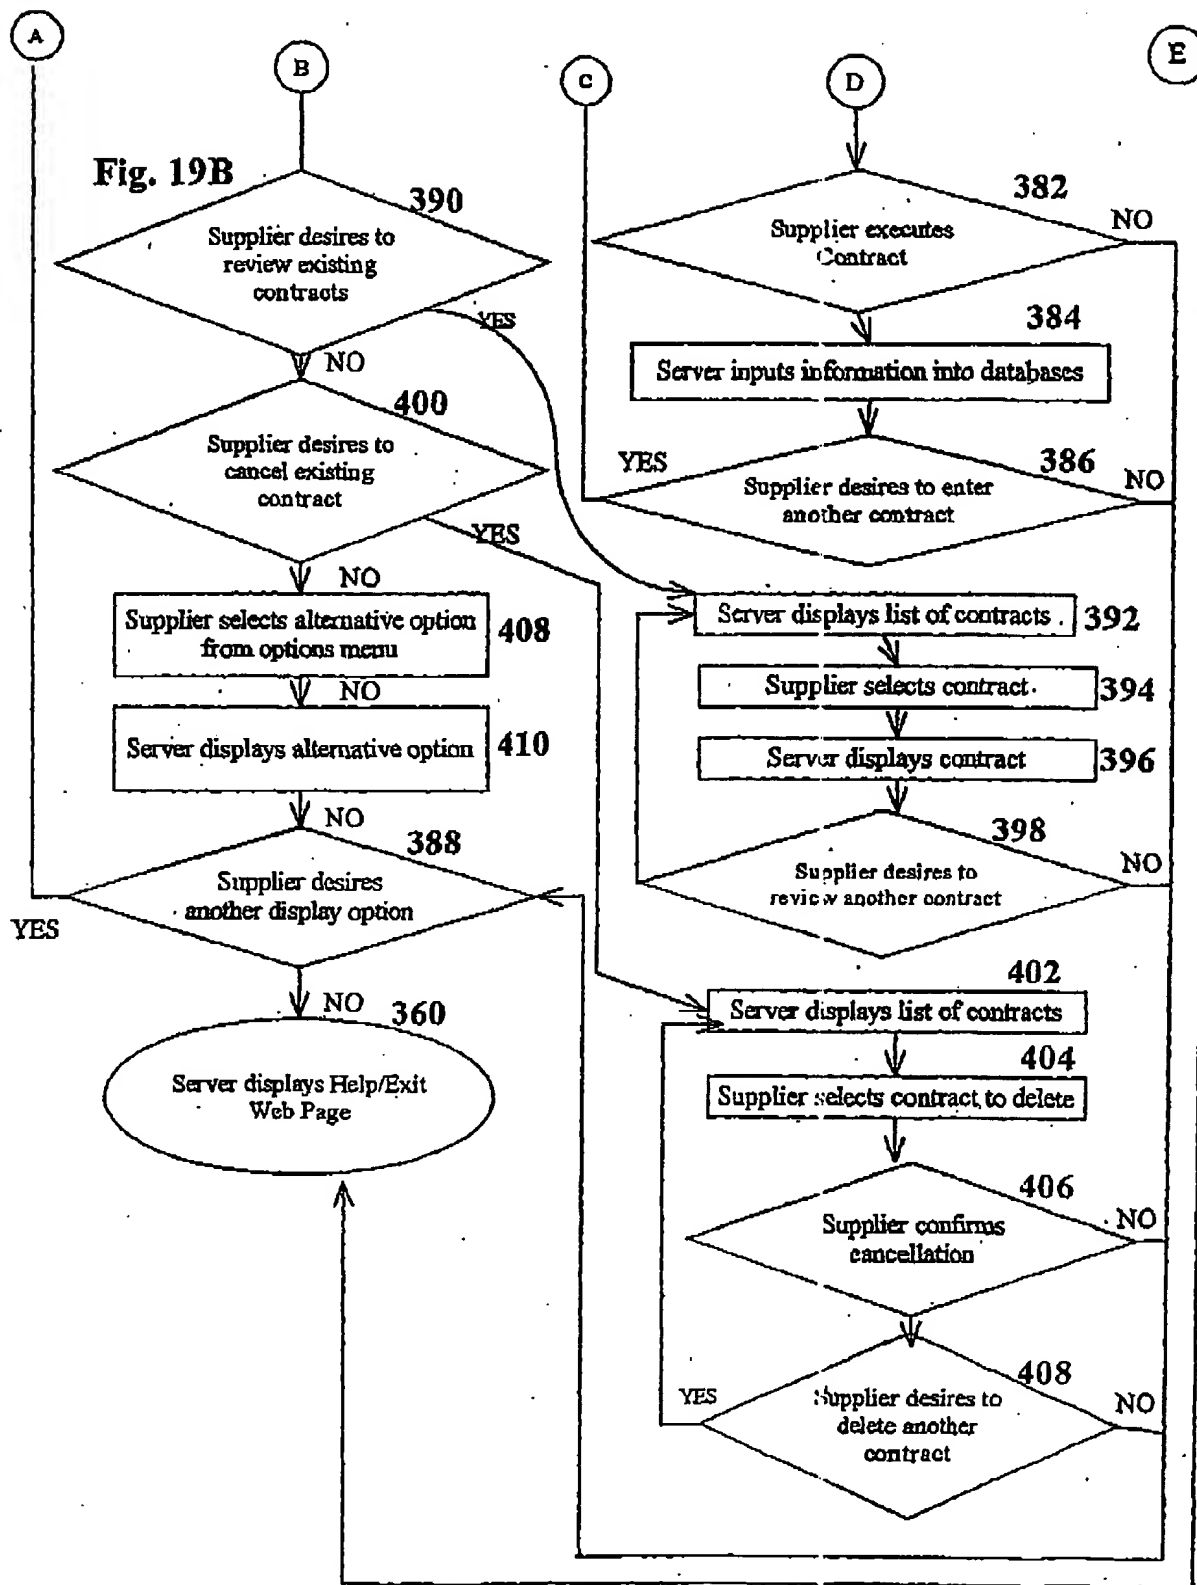 A
B
C
D
E
Fig. 19B
390
Supplier desires to
review existing
contracts
YES
NO
400
Supplier desires to
cancel existing
contract
YES
NO
Supplier selects alternative option
from options menu
408
NO
Server displays alternative option
410
NO
388
Supplier desires
another display option
YES
NO
360
Server displays Help/Exit
Web Page
382
Supplier executes
Contract
NO
384
Server inputs information into databases
YES
386
NO
Supplier desires to enter
another contract
Server displays list of contracts
392
Supplier selects contract
394
Server displays contract
396
398
NO
Supplier desires to
review another contract
402
Server displays list of contracts
404
Supplier selects contract to delete
406
NO
Supplier confirms
cancellation
408
YES
NO
Supplier desires to
delete another
contract